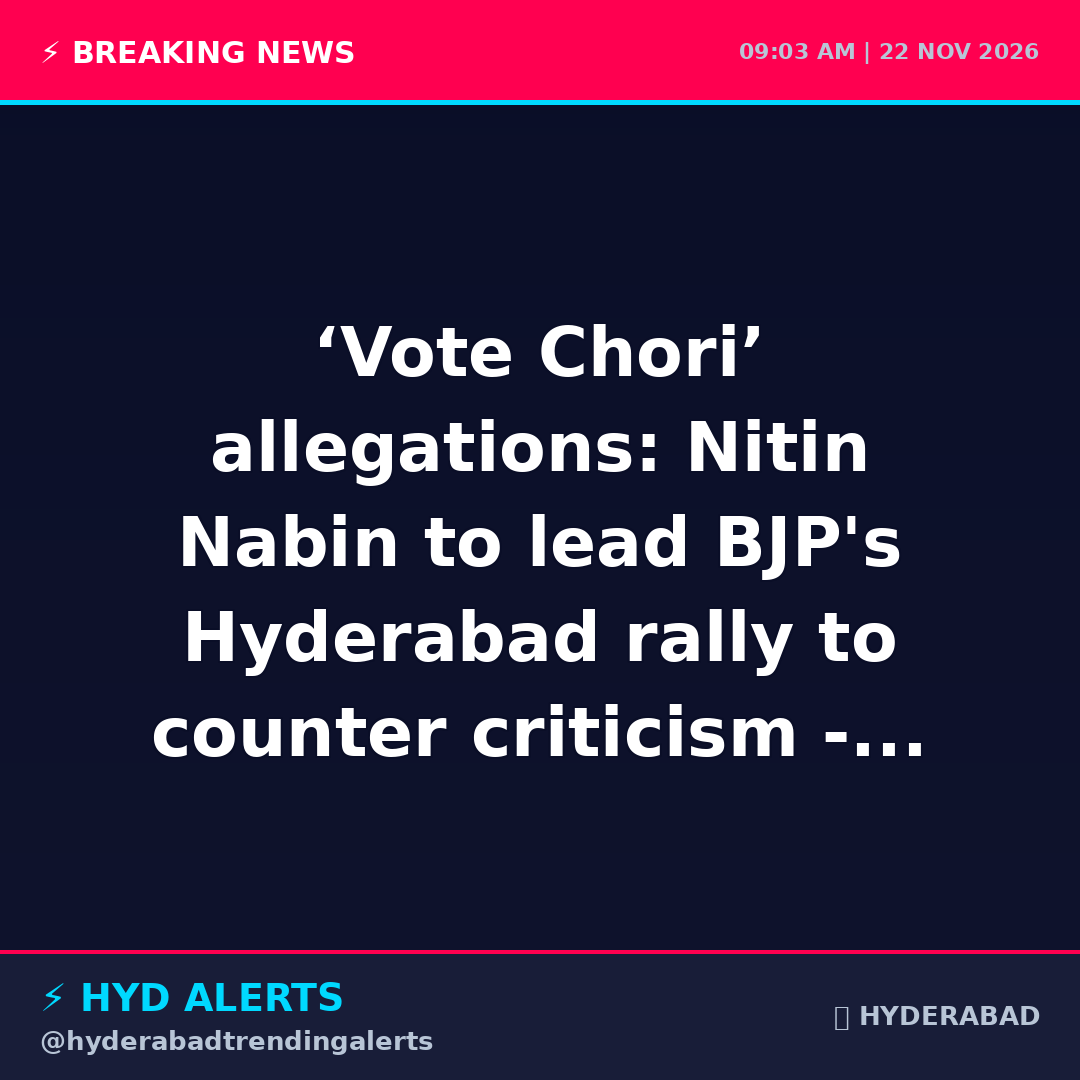 ⚡ BREAKING NEWS
09:03 AM | 22 NOV 2026
‘Vote Chori’
allegations: Nitin
Nabin to lead BJP's
Hyderabad rally to
counter criticism -...
⚡ HYD ALERTS
@hyderabadtrendingalerts
HYDERABAD